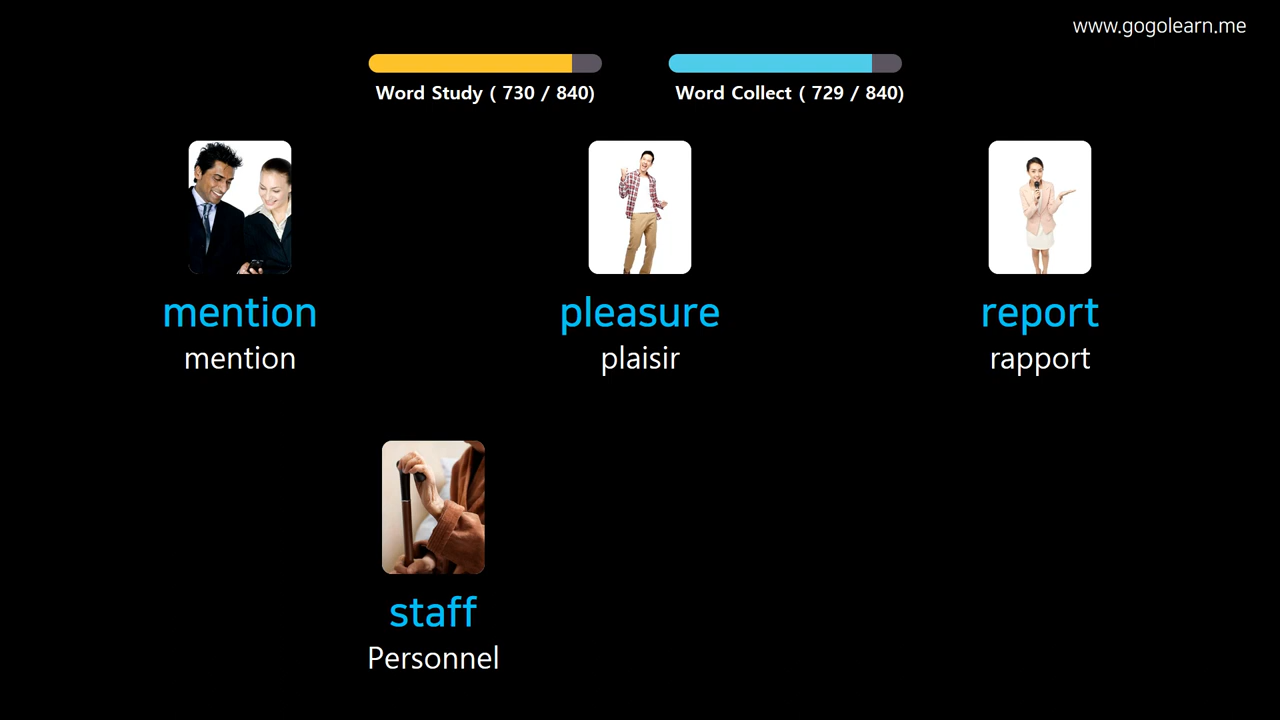 www.gogolearn.me
Word Study ( 730 / 840)
Word Collect ( 729 / 840)
mention
mention
pleasure
plaisir
report
rapport
staff
Personnel